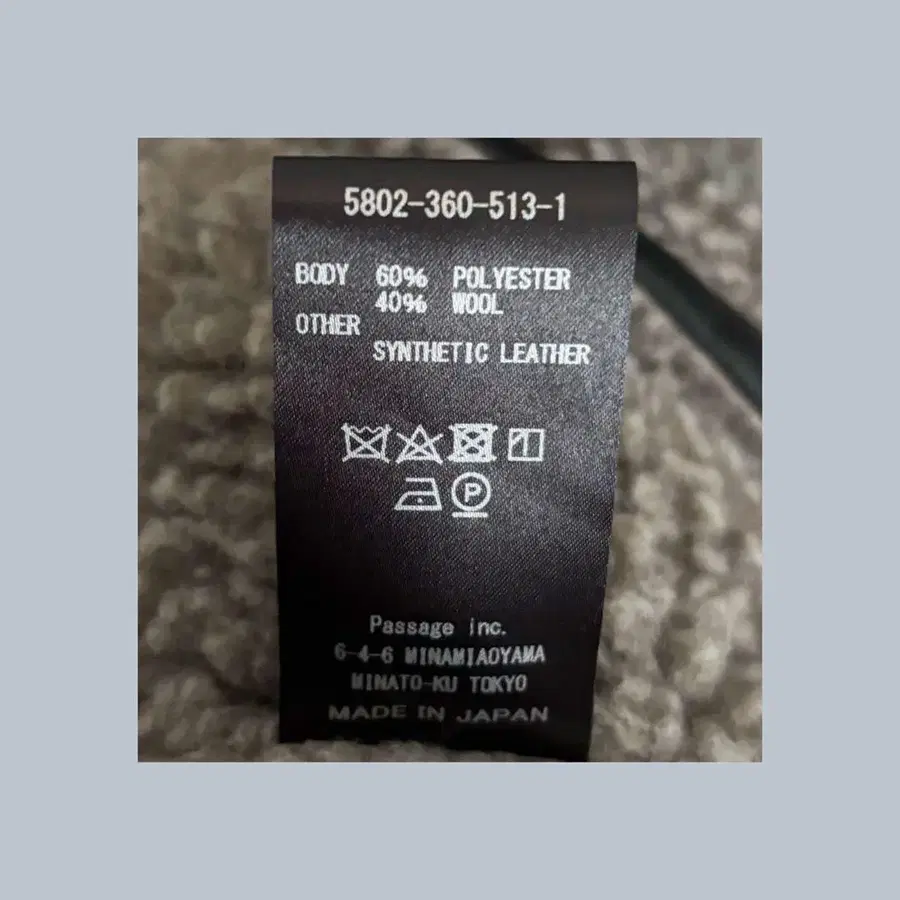 5802-360-513-1
BODY 60% POLYESTER
40% WOOL
OTHER
SYNTHETIC LEATHER
P
Passage inc.
6-4-6 MINAMIAOYAMA
MINATO-KU TOKYO
MADE IN JAPAN